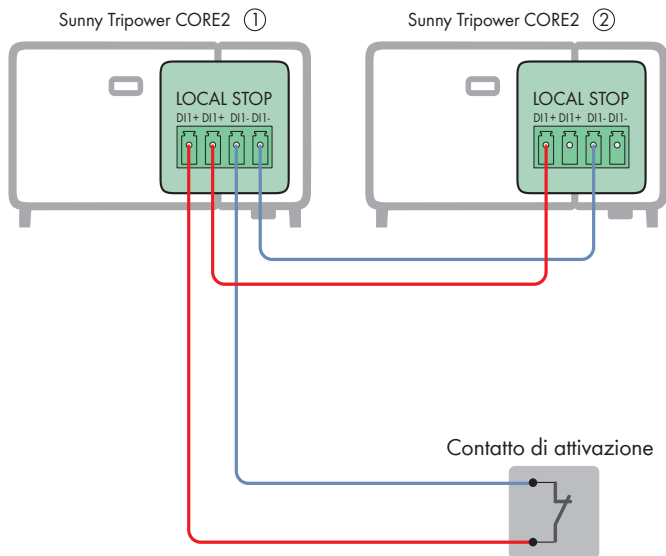 Sunny Tripower CORE2 ①
Sunny Tripower CORE2 ②
LOCAL STOP
DI1+ DI1+ DI1- DI1-
LOCAL STOP
DI1+ DI1+ DI1- DI1-
Contatto di attivazione